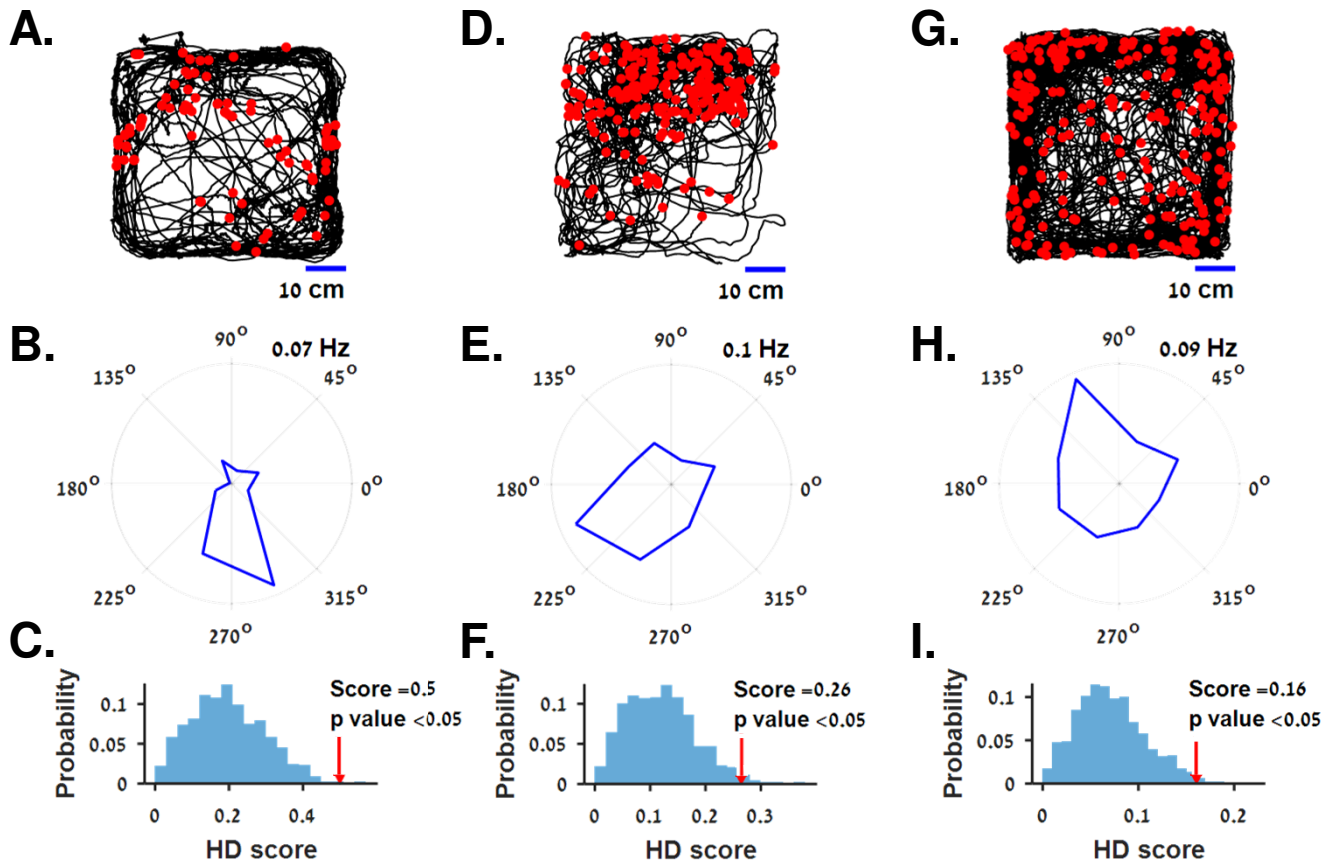 A.
D.
G.
10 cm
10 cm
10 cm
B.
E.
H.
90°
0.07 Hz
135°
45°
180°
0°
225°
315°
270°
90°
0.1 Hz
135°
45°
180°
0°
225°
315°
270°
90°
0.09 Hz
135°
45°
180°
0°
225°
315°
270°
C.
Probability
0.1
0.05
0
Score =0.5
p value <0.05
0 0.2 0.4
HD score
F.
Probability
0.1
0.05
0
Score =0.26
p value <0.05
0 0.1 0.2 0.3
HD score
I.
Probability
0.1
0.05
0
Score =0.16
p value <0.05
0 0.1 0.2
HD score